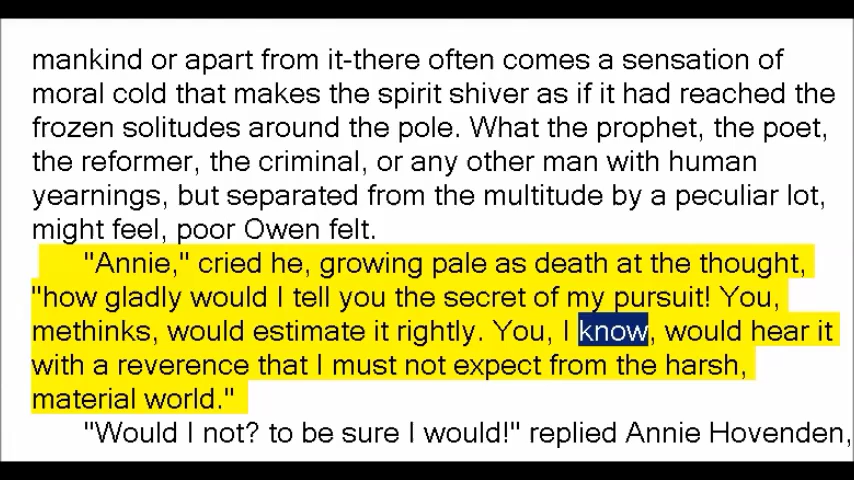 mankind or apart from it-there often comes a sensation of
moral cold that makes the spirit shiver as if it had reached the
frozen solitudes around the pole. What the prophet, the poet,
the reformer, the criminal, or any other man with human
yearnings, but separated from the multitude by a peculiar lot,
might feel, poor Owen felt.
"Annie," cried he, growing pale as death at the thought,
"how gladly would I tell you the secret of my pursuit! You,
methinks, would estimate it rightly. You, I know, would hear it
with a reverence that I must not expect from the harsh,
material world."
"Would I not? to be sure I would!" replied Annie Hovenden,